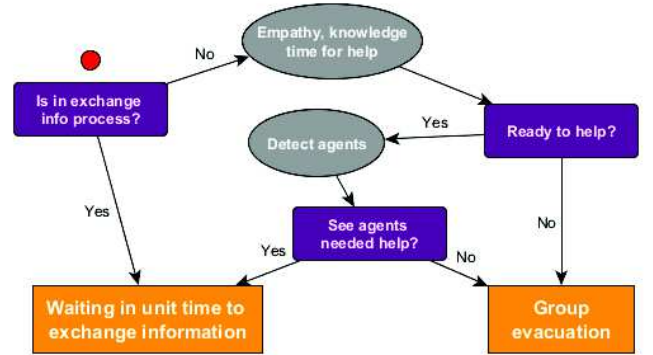 Empathy, knowledge
time for help
No
Is in exchange
info process?
Ready to help?
Yes
Detect agents
Yes
See agents
needed help?
No
Yes
No
Waiting in unit time to
exchange information
Group
evacuation